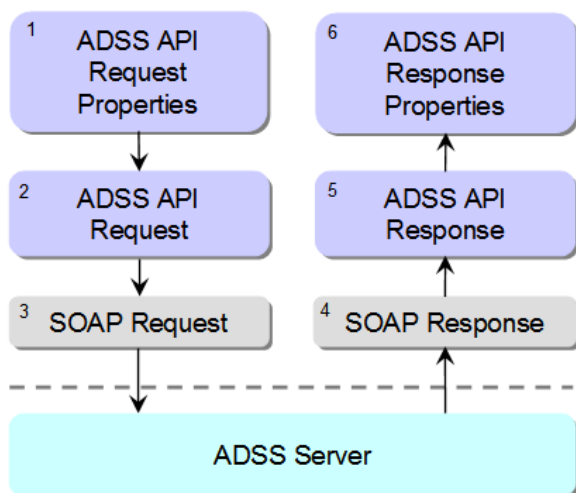 1
ADSS API
Request
Properties
2
ADSS API
Request
3
SOAP Request
6
ADSS API
Response
Properties
5
ADSS API
Response
4
SOAP Response
ADSS Server